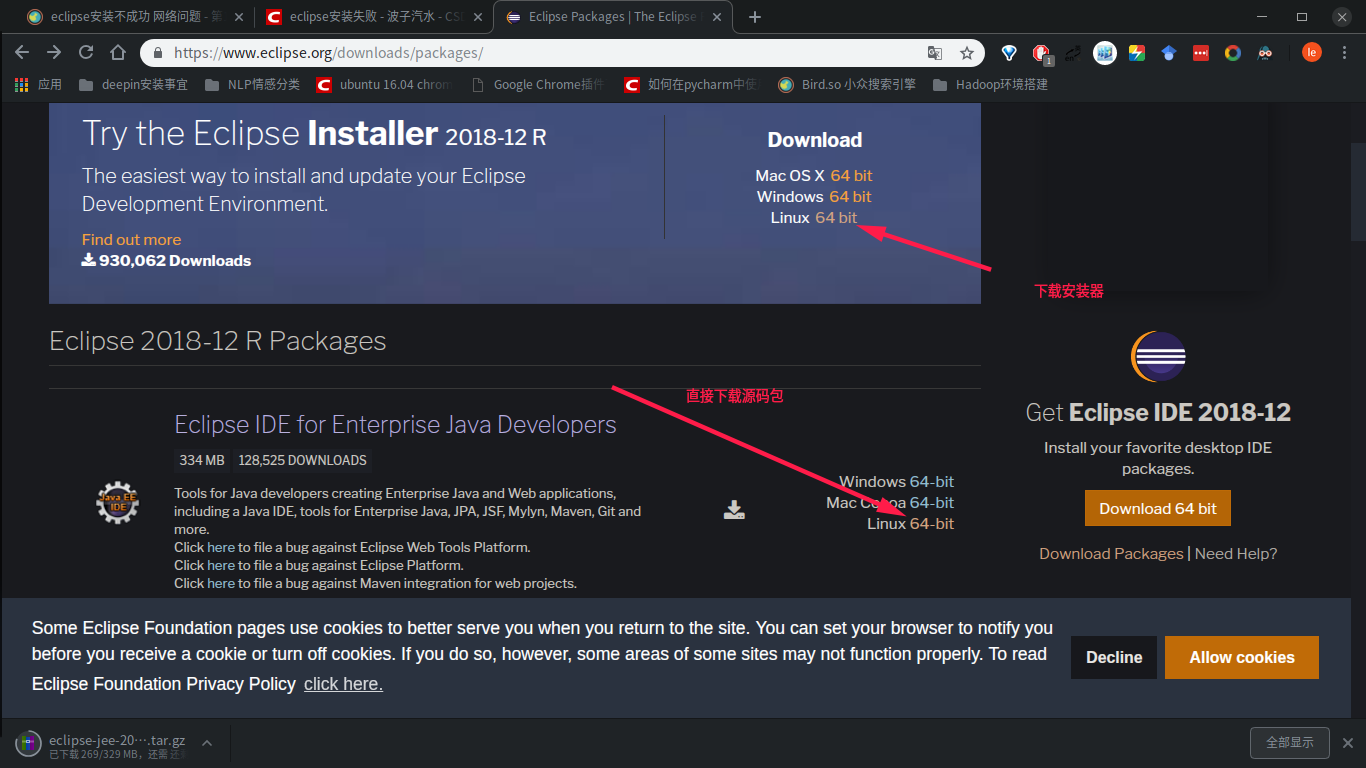 eclipse安装不成功 网络问题 - 第
eclipse安装失败 - 波子汽水 - CS
Eclipse Packages | The Eclipse
https://www.eclipse.org/downloads/packages/
1
le
应用
deepin安装事宜
NLP情感分类
ubuntu 16.04 chrom
Google Chrome插件
如何在pycharm中使
Bird.so 小众搜索引擎
Hadoop环境搭建
Try the Eclipse Installer 2018-12 R
The easiest way to install and update your Eclipse
Development Environment.
Find out more
930,062 Downloads
Download
Mac OS X 64 bit
Windows 64 bit
Linux 64 bit
下载安装器
Eclipse 2018-12 R Packages
直接下载源码包
Eclipse IDE for Enterprise Java Developers
334 MB 128,525 DOWNLOADS
Java EE
IDE
Tools for Java developers creating Enterprise Java and Web applications,
including a Java IDE, tools for Enterprise Java, JPA, JSF, Mylyn, Maven, Git and
more.
Click here to file a bug against Eclipse Web Tools Platform.
Click here to file a bug against Eclipse Platform.
Click here to file a bug against Maven integration for web projects.
Windows 64-bit
Mac Cocoa 64-bit
Linux 64-bit
Get Eclipse IDE 2018-12
Install your favorite desktop IDE
packages.
Download 64 bit
Download Packages | Need Help?
Some Eclipse Foundation pages use cookies to better serve you when you return to the site. You can set your browser to notify you
before you receive a cookie or turn off cookies. If you do so, however, some areas of some sites may not function properly. To read
Eclipse Foundation Privacy Policy click here.
Decline
Allow cookies
eclipse-jee-20….tar.gz
已下载 269/329 MB，还需
全部显示